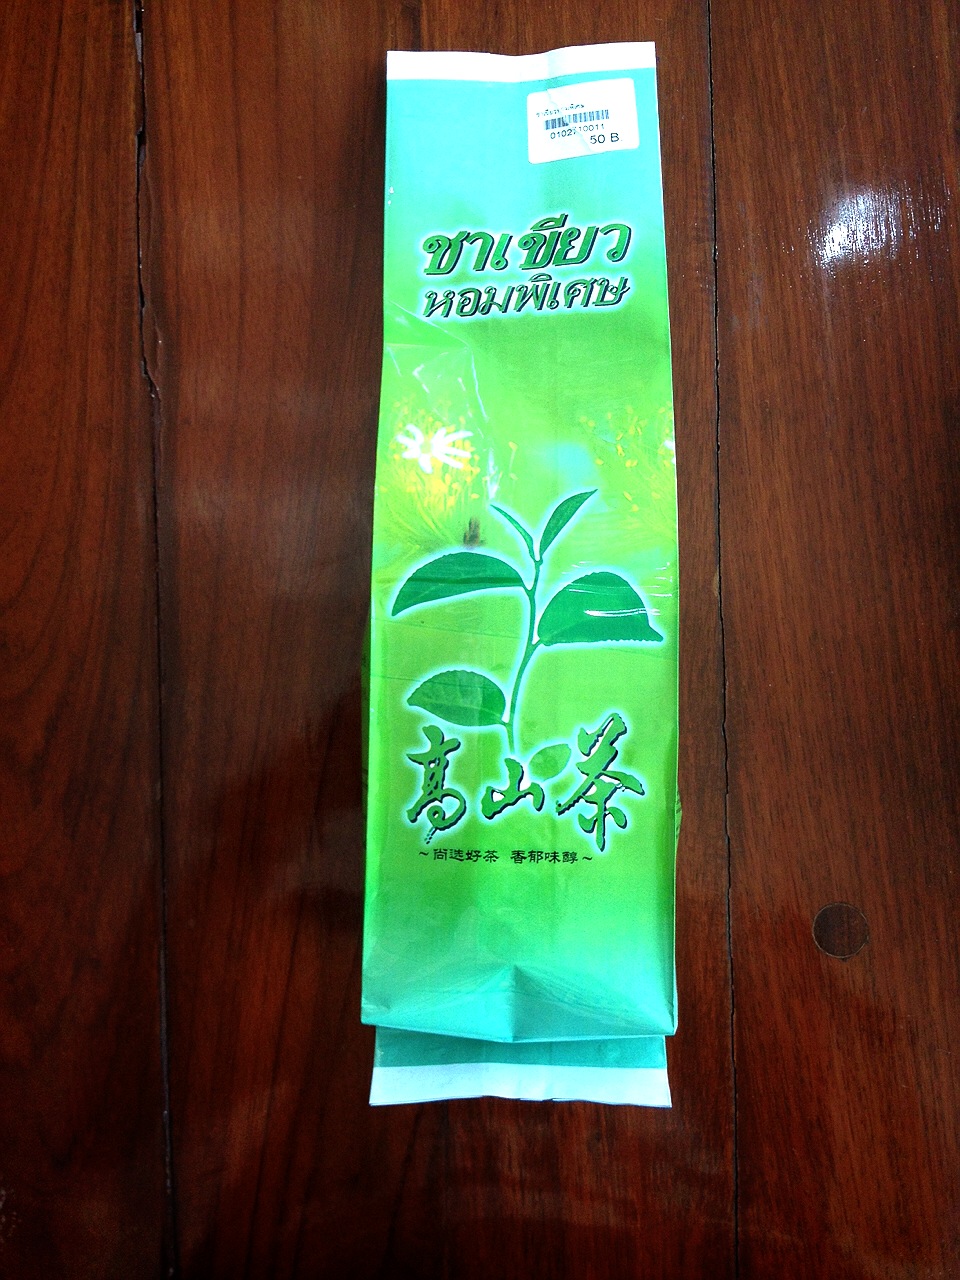 0102710011
50 B
ชาเขียว
หอมพิเศษ
高山茶
~尚选好茶 香郁味醇~